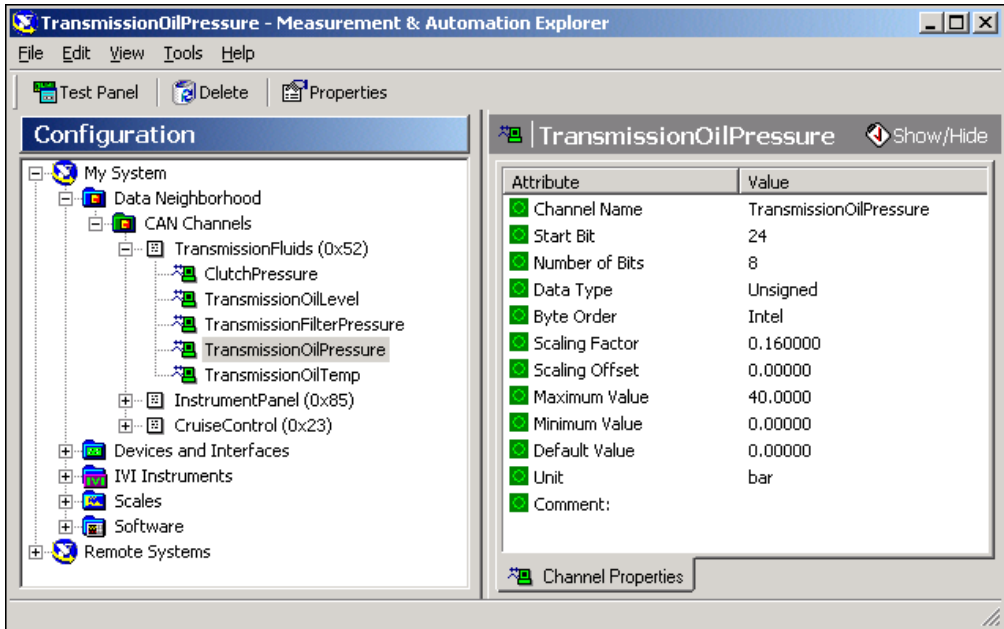 TransmissionOilPressure - Measurement & Automation Explorer
File Edit View Tools Help
Test Panel Delete Properties
Configuration
My System
Data Neighborhood
CAN Channels
TransmissionFluids (0x52)
ClutchPressure
TransmissionOilLevel
TransmissionFilterPressure
TransmissionOilPressure
TransmissionOilTemp
InstrumentPanel (0x85)
CruiseControl (0x23)
Devices and Interfaces
IVI Instruments
Scales
Software
Remote Systems
TransmissionOilPressure Show/Hide
Attribute Value
Channel Name TransmissionOilPressure
Start Bit 24
Number of Bits 8
Data Type Unsigned
Byte Order Intel
Scaling Factor 0.160000
Scaling Offset 0.00000
Maximum Value 40.0000
Minimum Value 0.00000
Default Value 0.00000
Unit bar
Comment:
Channel Properties